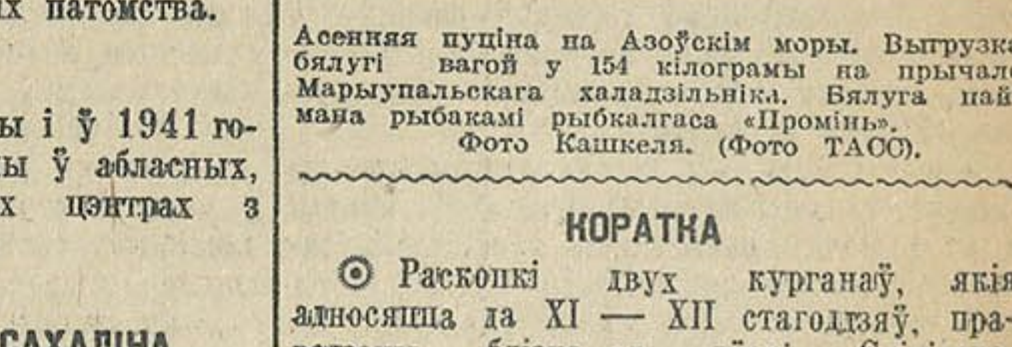 патомства.
ы і ў 1941 го-
ы ў абласных,
х цэнтрах з
САХАЛІНА
Асенняя пуціна на Азоўскім моры. Выгрузка
бялугі вагой у 154 кілограмы на прычале
Марыупальскага халадзільніка. Бялуга пай-
мана рыбакамі рыбкалгаса «Промінь».
Фото Кашкеля. (Фото ТАСС).
КОРАТКА
Раскопкі двух курганаў, якія
адносяцца да XI — XII стагоддзяў, пра-